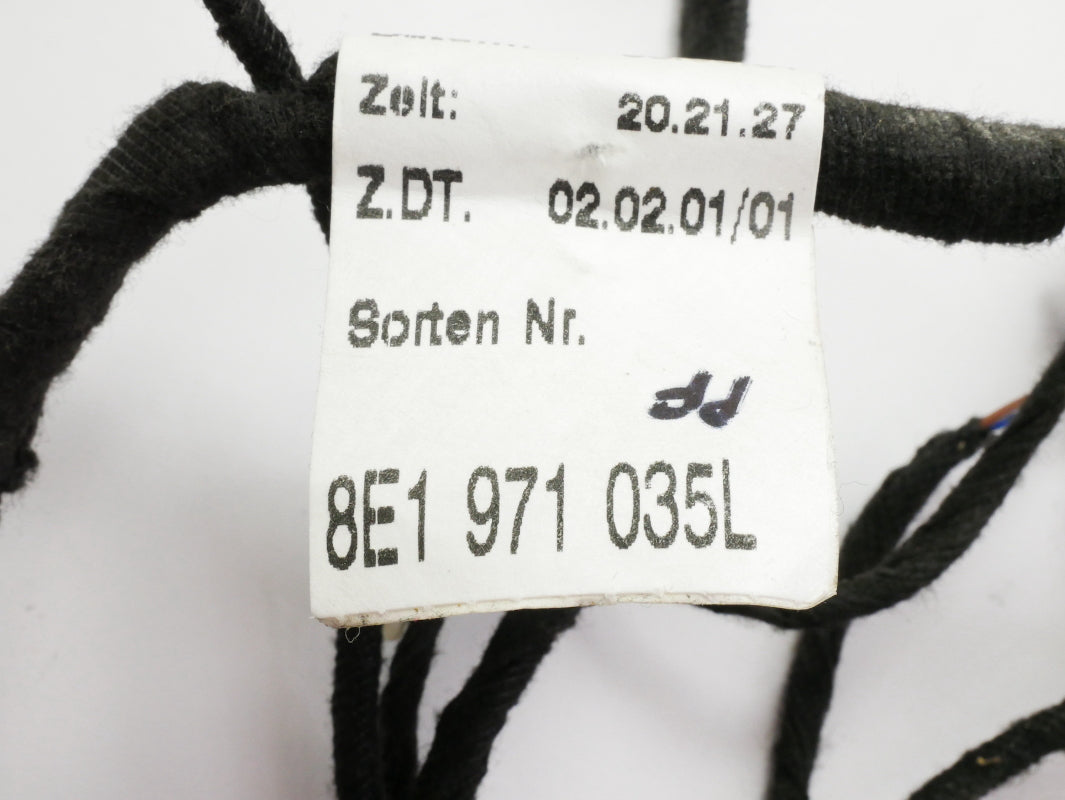 Zeit: 20.21.27
Z.DT. 02.02.01/01
Sorten Nr.
8E1 971 035L